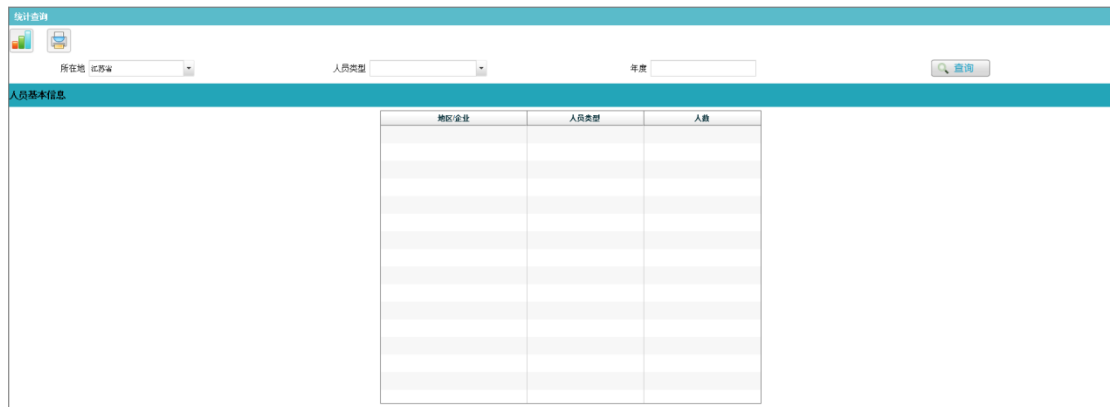 统计查询
所在地 江苏省 人员类型 年度 查询
人员基本信息
地区/企业 人员类型 人数